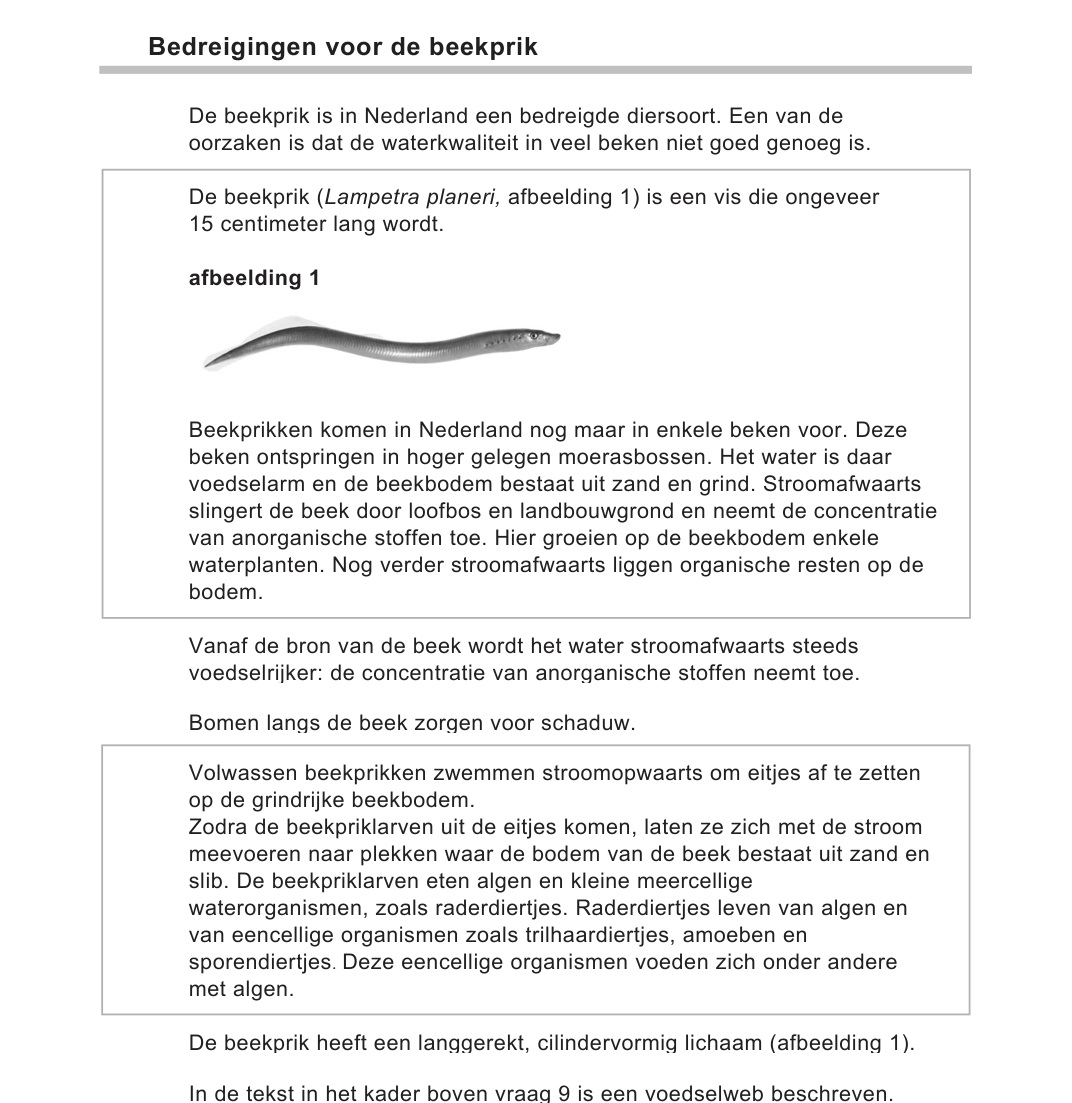 Bedreigingen voor de beekprik
De beekprik is in Nederland een bedreigde diersoort. Een van de
oorzaken is dat de waterkwaliteit in veel beken niet goed genoeg is.
De beekprik (Lampetra planeri, afbeelding 1) is een vis die ongeveer
15 centimeter lang wordt.
afbeelding 1
Beekprikken komen in Nederland nog maar in enkele beken voor. Deze
beken ontspringen in hoger gelegen moerasbossen. Het water is daar
voedselarm en de beekbodem bestaat uit zand en grind. Stroomafwaarts
slingert de beek door loofbos en landbouwgrond en neemt de concentratie
van anorganische stoffen toe. Hier groeien op de beekbodem enkele
waterplanten. Nog verder stroomafwaarts liggen organische resten op de
bodem.
Vanaf de bron van de beek wordt het water stroomafwaarts steeds
voedselrijker: de concentratie van anorganische stoffen neemt toe.
Bomen langs de beek zorgen voor schaduw.
Volwassen beekprikken zwemmen stroomopwaarts om eitjes af te zetten
op de grindrijke beekbodem.
Zodra de beekpriklarven uit de eitjes komen, laten ze zich met de stroom
meevoeren naar plekken waar de bodem van de beek bestaat uit zand en
slib. De beekpriklarven eten algen en kleine meercellige
waterorganismen, zoals raderdiertjes. Raderdiertjes leven van algen en
van eencellige organismen zoals trilhaardiertjes, amoeben en
sporendiertjes. Deze eencellige organismen voeden zich onder andere
met algen.
De beekprik heeft een langgerekt, cilindervormig lichaam (afbeelding 1).
In de tekst in het kader boven vraag 9 is een voedselweb beschreven.